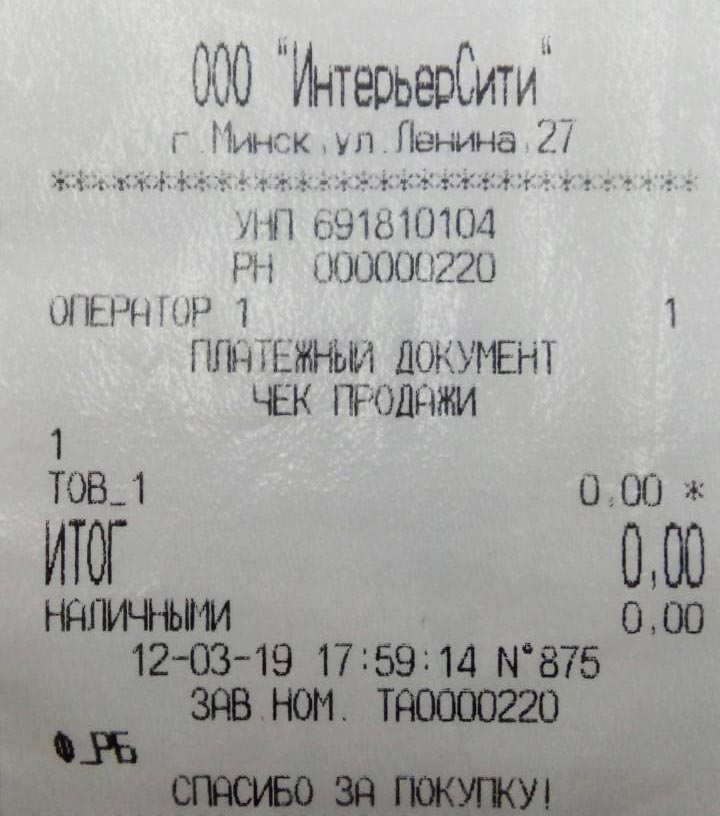 ООО "ИнтерьерСити"
г.Минск,ул.Ленина,27
**************************
УНП 691810104
РН 000000220
ОПЕРАТОР 1 1
ПЛАТЕЖНЫЙ ДОКУМЕНТ
ЧЕК ПРОДАЖИ
1
ТОВ_1 0,00 *
ИТОГ 0,00
НАЛИЧНЫМИ 0,00
12-03-19 17:59:14 N°875
ЗАВ.НОМ. ТА0000220
Ф_РБ
СПАСИБО ЗА ПОКУПКУ!